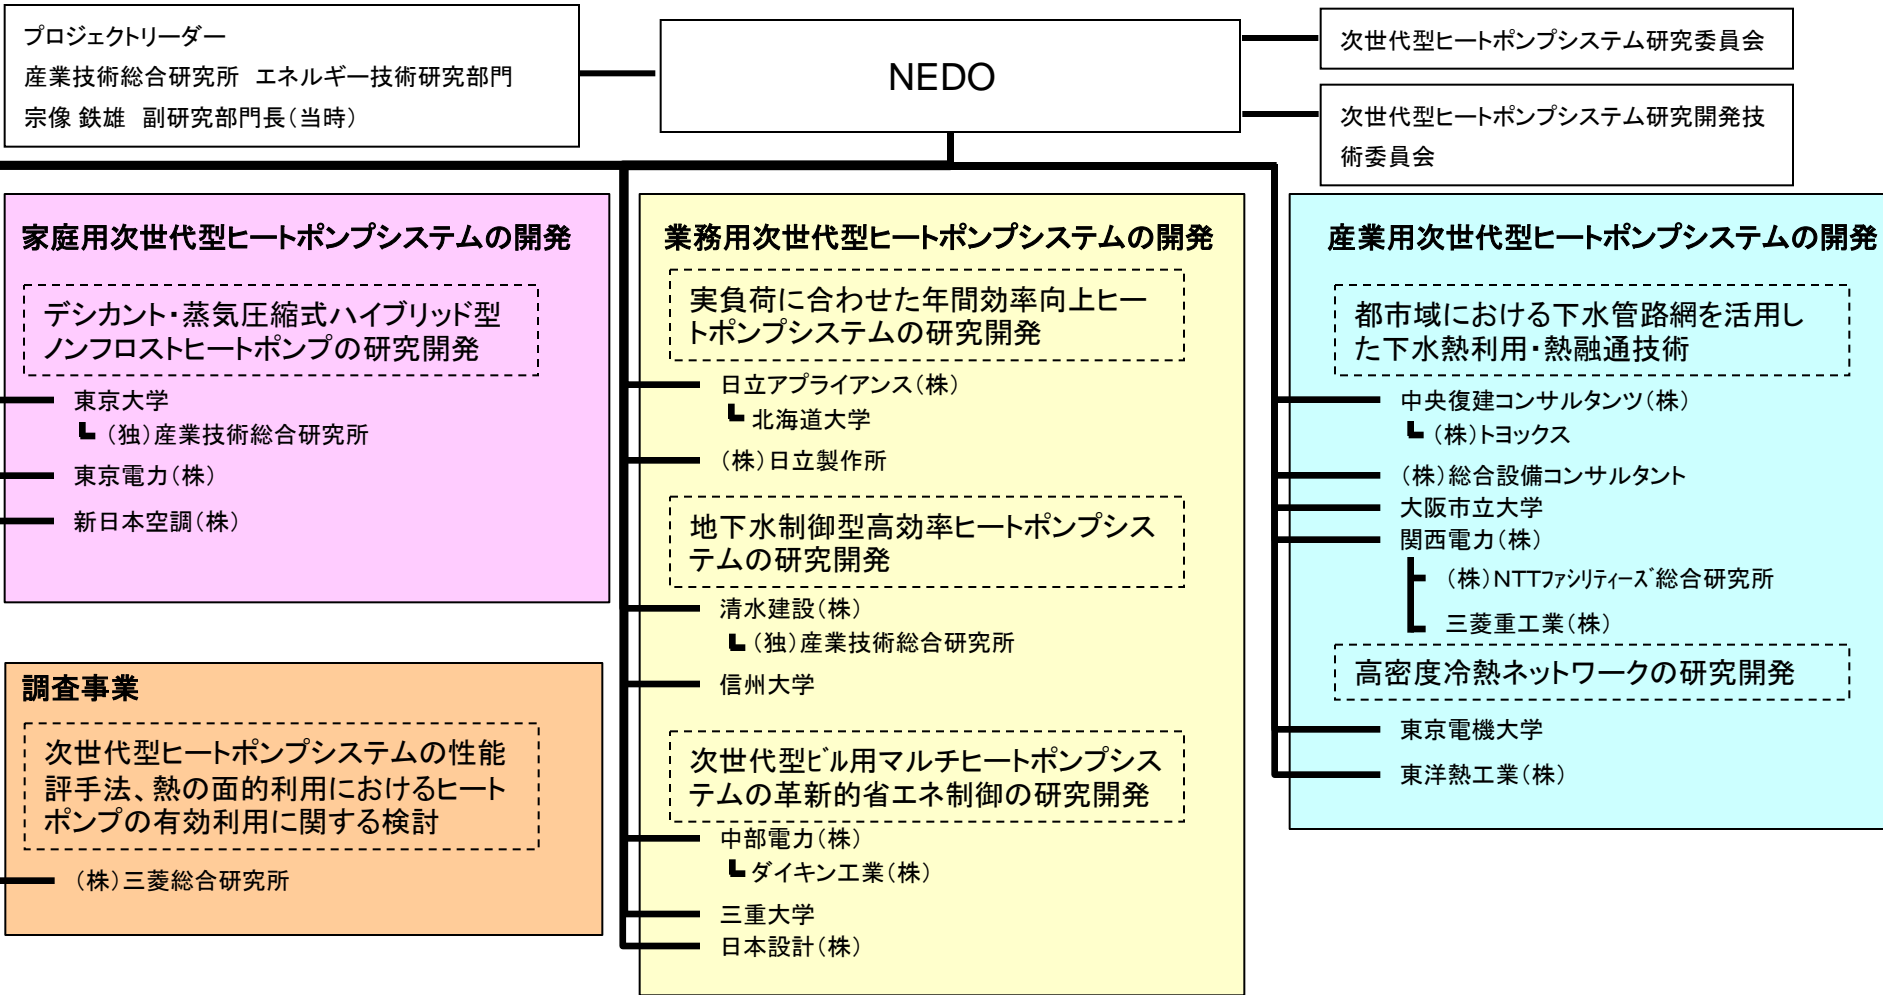 プロジェクトリーダー
産業技術総合研究所 エネルギー技術研究部門
宗像 鉄雄 副研究部門長(当時)
NEDO
次世代型ヒートポンプシステム研究委員会
次世代型ヒートポンプシステム研究開発技
術委員会
家庭用次世代型ヒートポンプシステムの開発
デシカント・蒸気圧縮式ハイブリッド型
ノンフロストヒートポンプの研究開発
東京大学
(独)産業技術総合研究所
東京電力(株)
新日本空調(株)
調査事業
次世代型ヒートポンプシステムの性能
評手法、熱の面的利用におけるヒート
ポンプの有効利用に関する検討
(株)三菱総合研究所
業務用次世代型ヒートポンプシステムの開発
実負荷に合わせた年間効率向上ヒー
トポンプシステムの研究開発
日立アプライアンス(株)
北海道大学
(株)日立製作所
地下水制御型高効率ヒートポンプシス
テムの研究開発
清水建設(株)
(独)産業技術総合研究所
信州大学
次世代型ビル用マルチヒートポンプシス
テムの革新的省エネ制御の研究開発
中部電力(株)
ダイキン工業(株)
三重大学
日本設計(株)
産業用次世代型ヒートポンプシステムの開発
都市域における下水管路網を活用し
た下水熱利用・熱融通技術
中央復建コンサルタンツ(株)
(株)トヨックス
(株)総合設備コンサルタント
大阪市立大学
関西電力(株)
(株)NTTファシリティーズ総合研究所
三菱重工業(株)
高密度冷熱ネットワークの研究開発
東京電機大学
東洋熱工業(株)